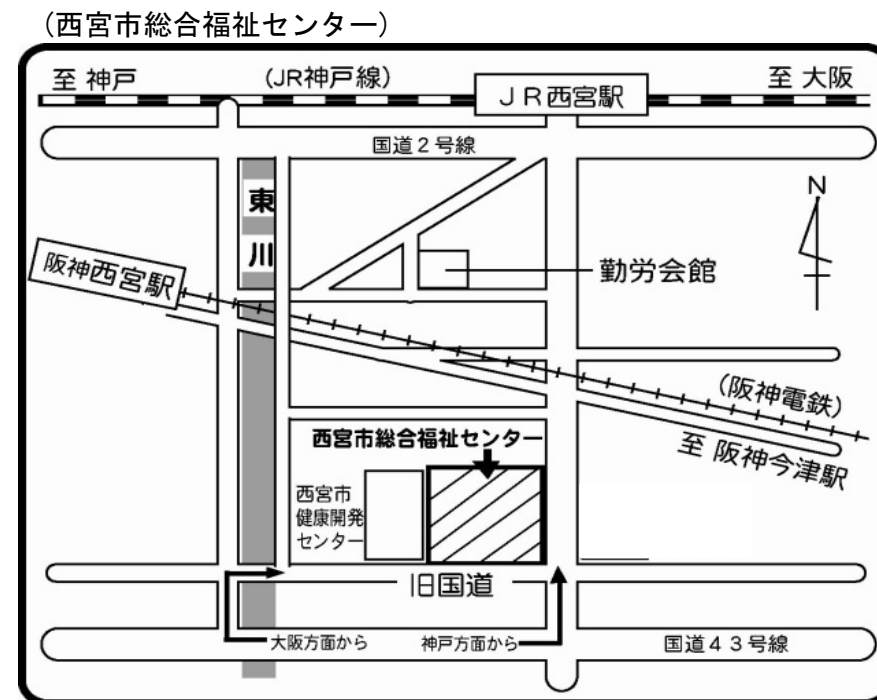 (西宮市総合福祉センター)
至 神戸
(JR神戸線)
JR西宮駅
至 大阪
国道2号線
東
川
N
阪神西宮駅
勤労会館
(阪神電鉄)
至 阪神今津駅
西宮市総合福祉センター
西宮市
健康開発
センター
旧国道
大阪方面から
神戸方面から
国道43号線